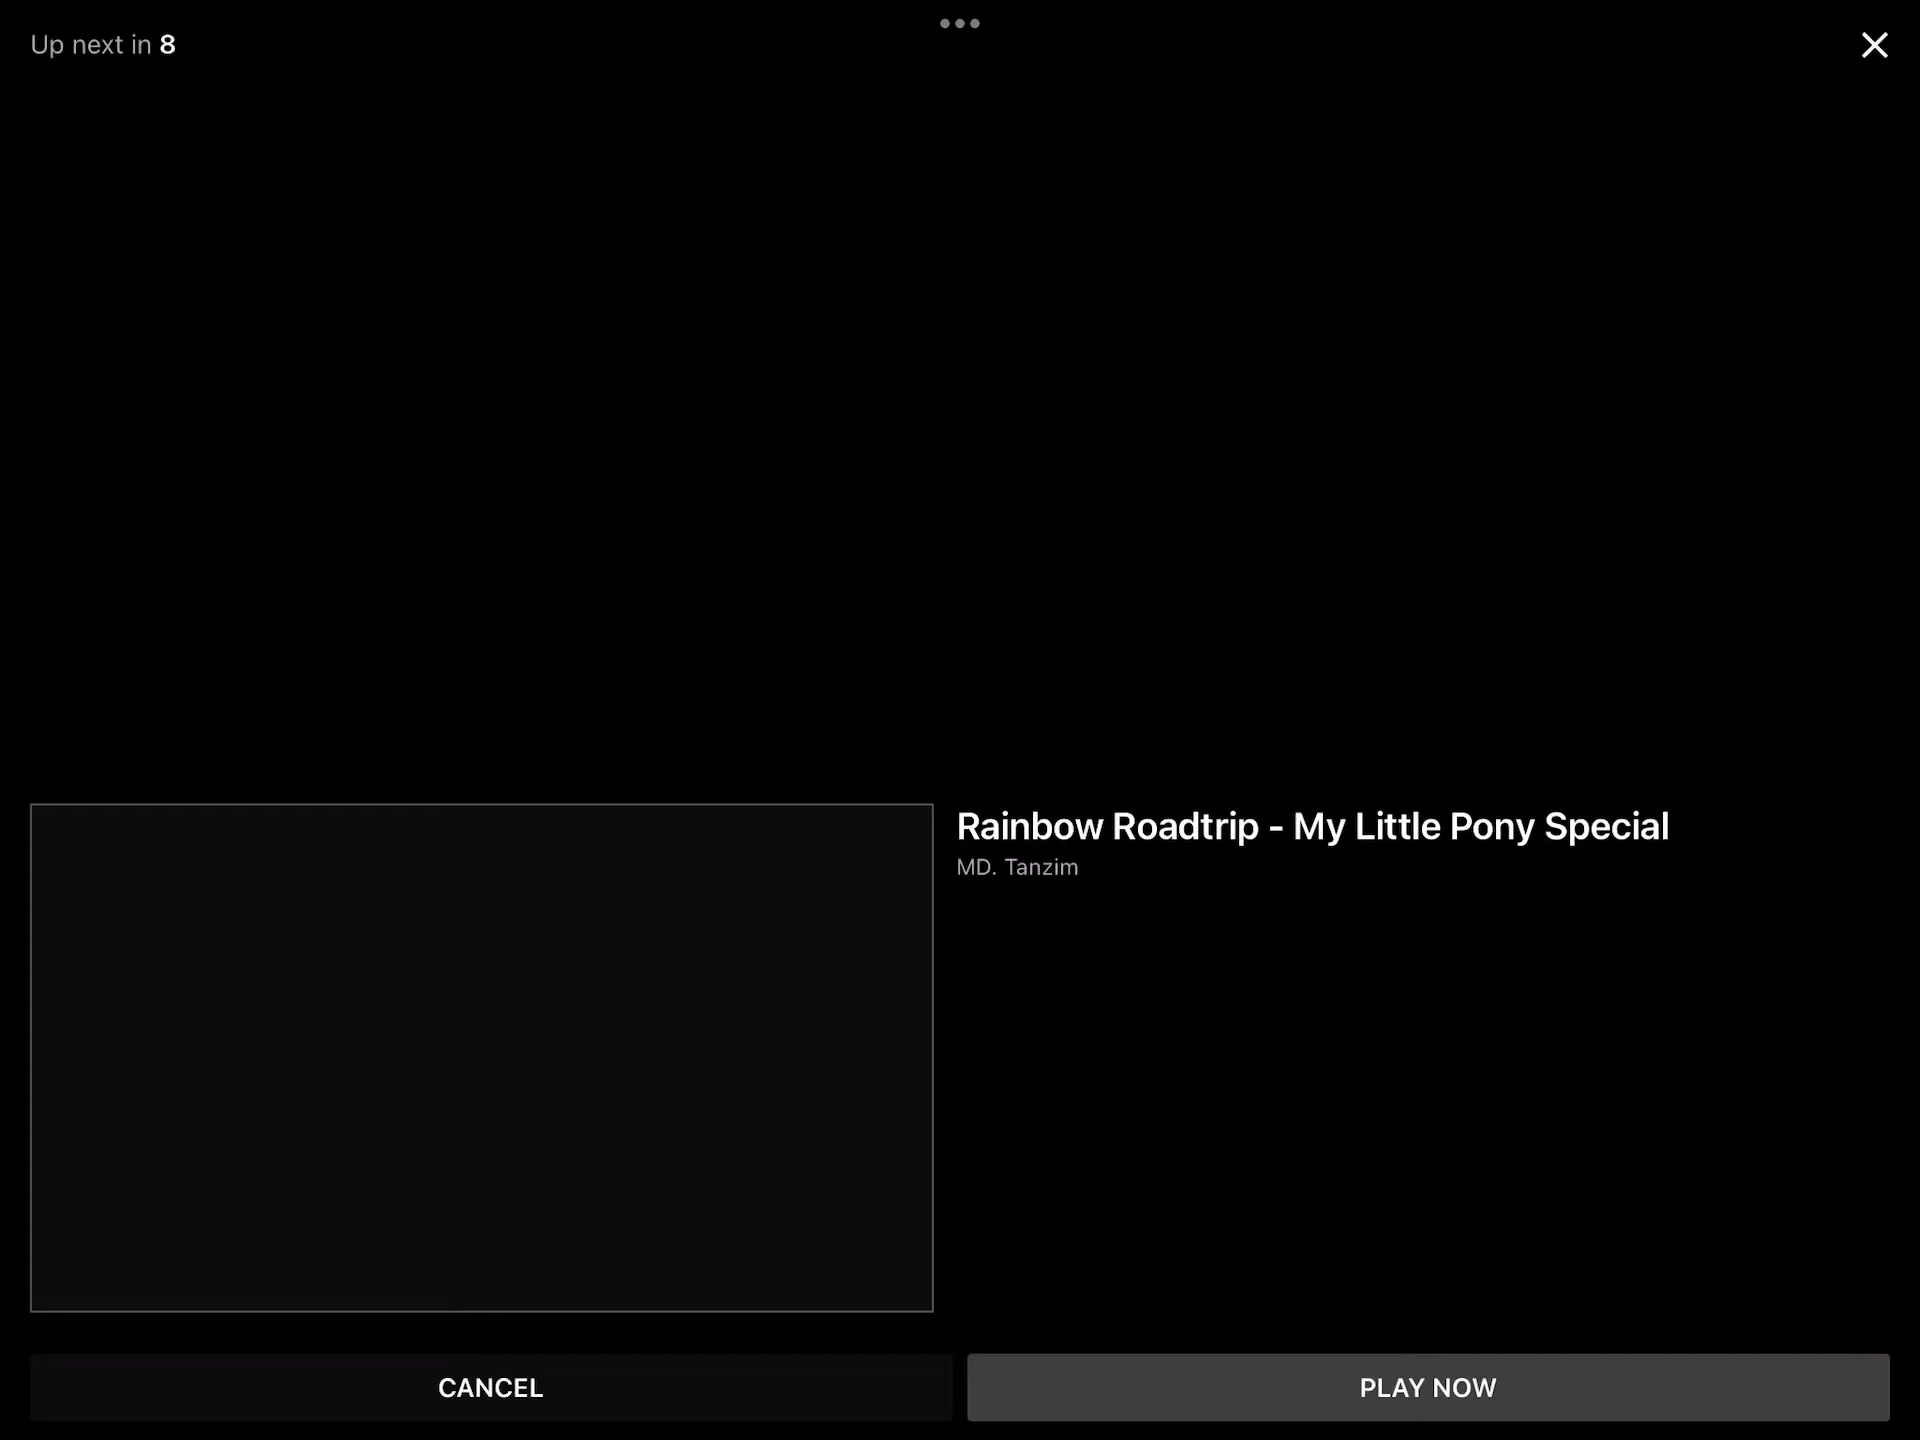 Up next in 8
Rainbow Roadtrip - My Little Pony Special
MD. Tanzim
CANCEL
PLAY NOW